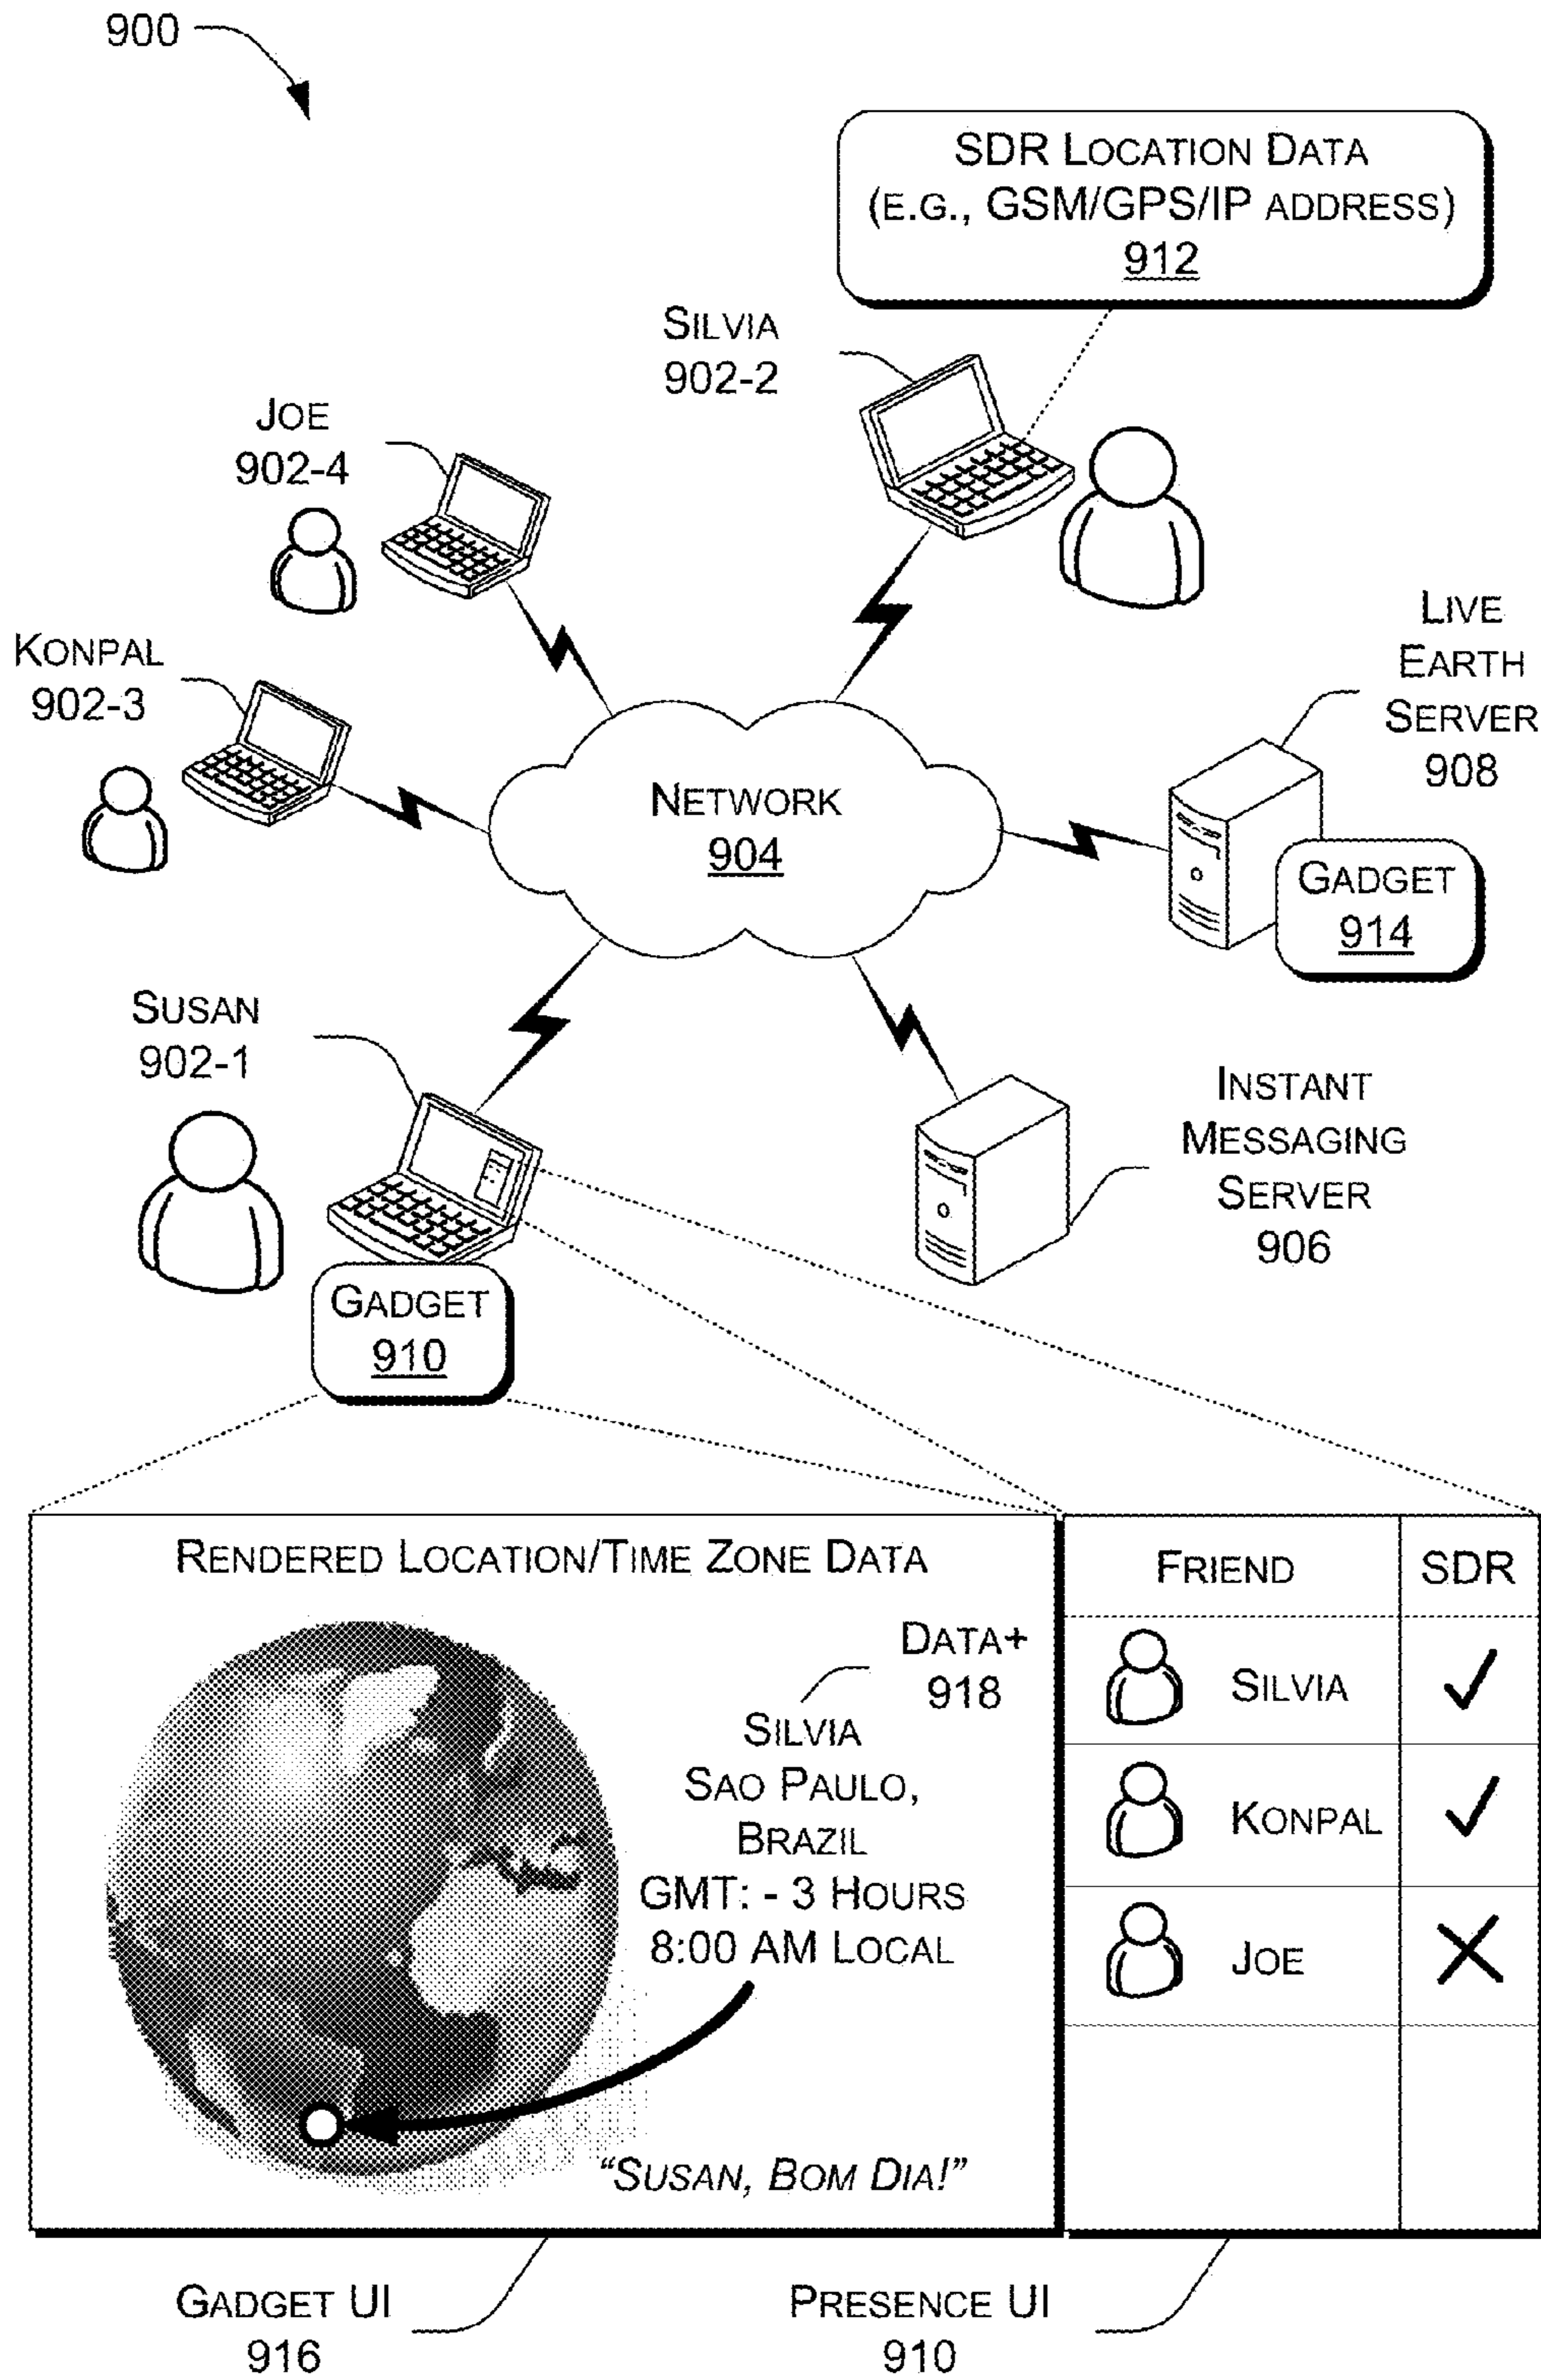 900
SDR LOCATION DATA
(E.G., GSM/GPS/IP ADDRESS)
912
SILVIA
902-2
JOE
902-4
KONPAL
902-3
LIVE
EARTH
SERVER
908
NETWORK
904
GADGET
914
SUSAN
902-1
INSTANT
MESSAGING
SERVER
906
GADGET
910
RENDERED LOCATION/TIME ZONE DATA
DATA+
918
SILVIA
SAO PAULO,
BRAZIL
GMT: - 3 HOURS
8:00 AM LOCAL
"SUSAN, BOM DIA!"
FRIEND SDR
SILVIA
KONPAL
JOE
GADGET UI
916
PRESENCE UI
910